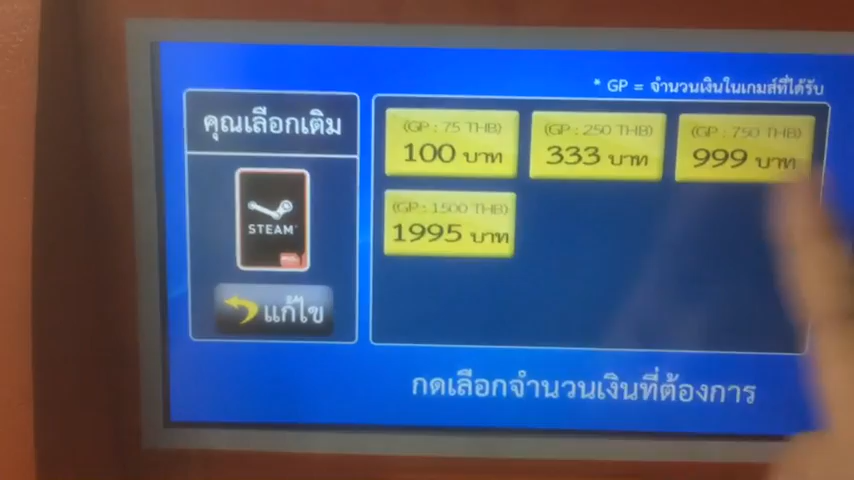 * GP = จำนวนเงินในเกมส์ที่ได้รับ
คุณเลือกเติม
STEAM
แก้ไข
(GP : 75 THB)
100 บาท
(GP : 250 THB)
333 บาท
(GP : 750 THB)
999 บาท
(GP : 1500 THB)
1995 บาท
กดเลือกจำนวนเงินที่ต้องการ